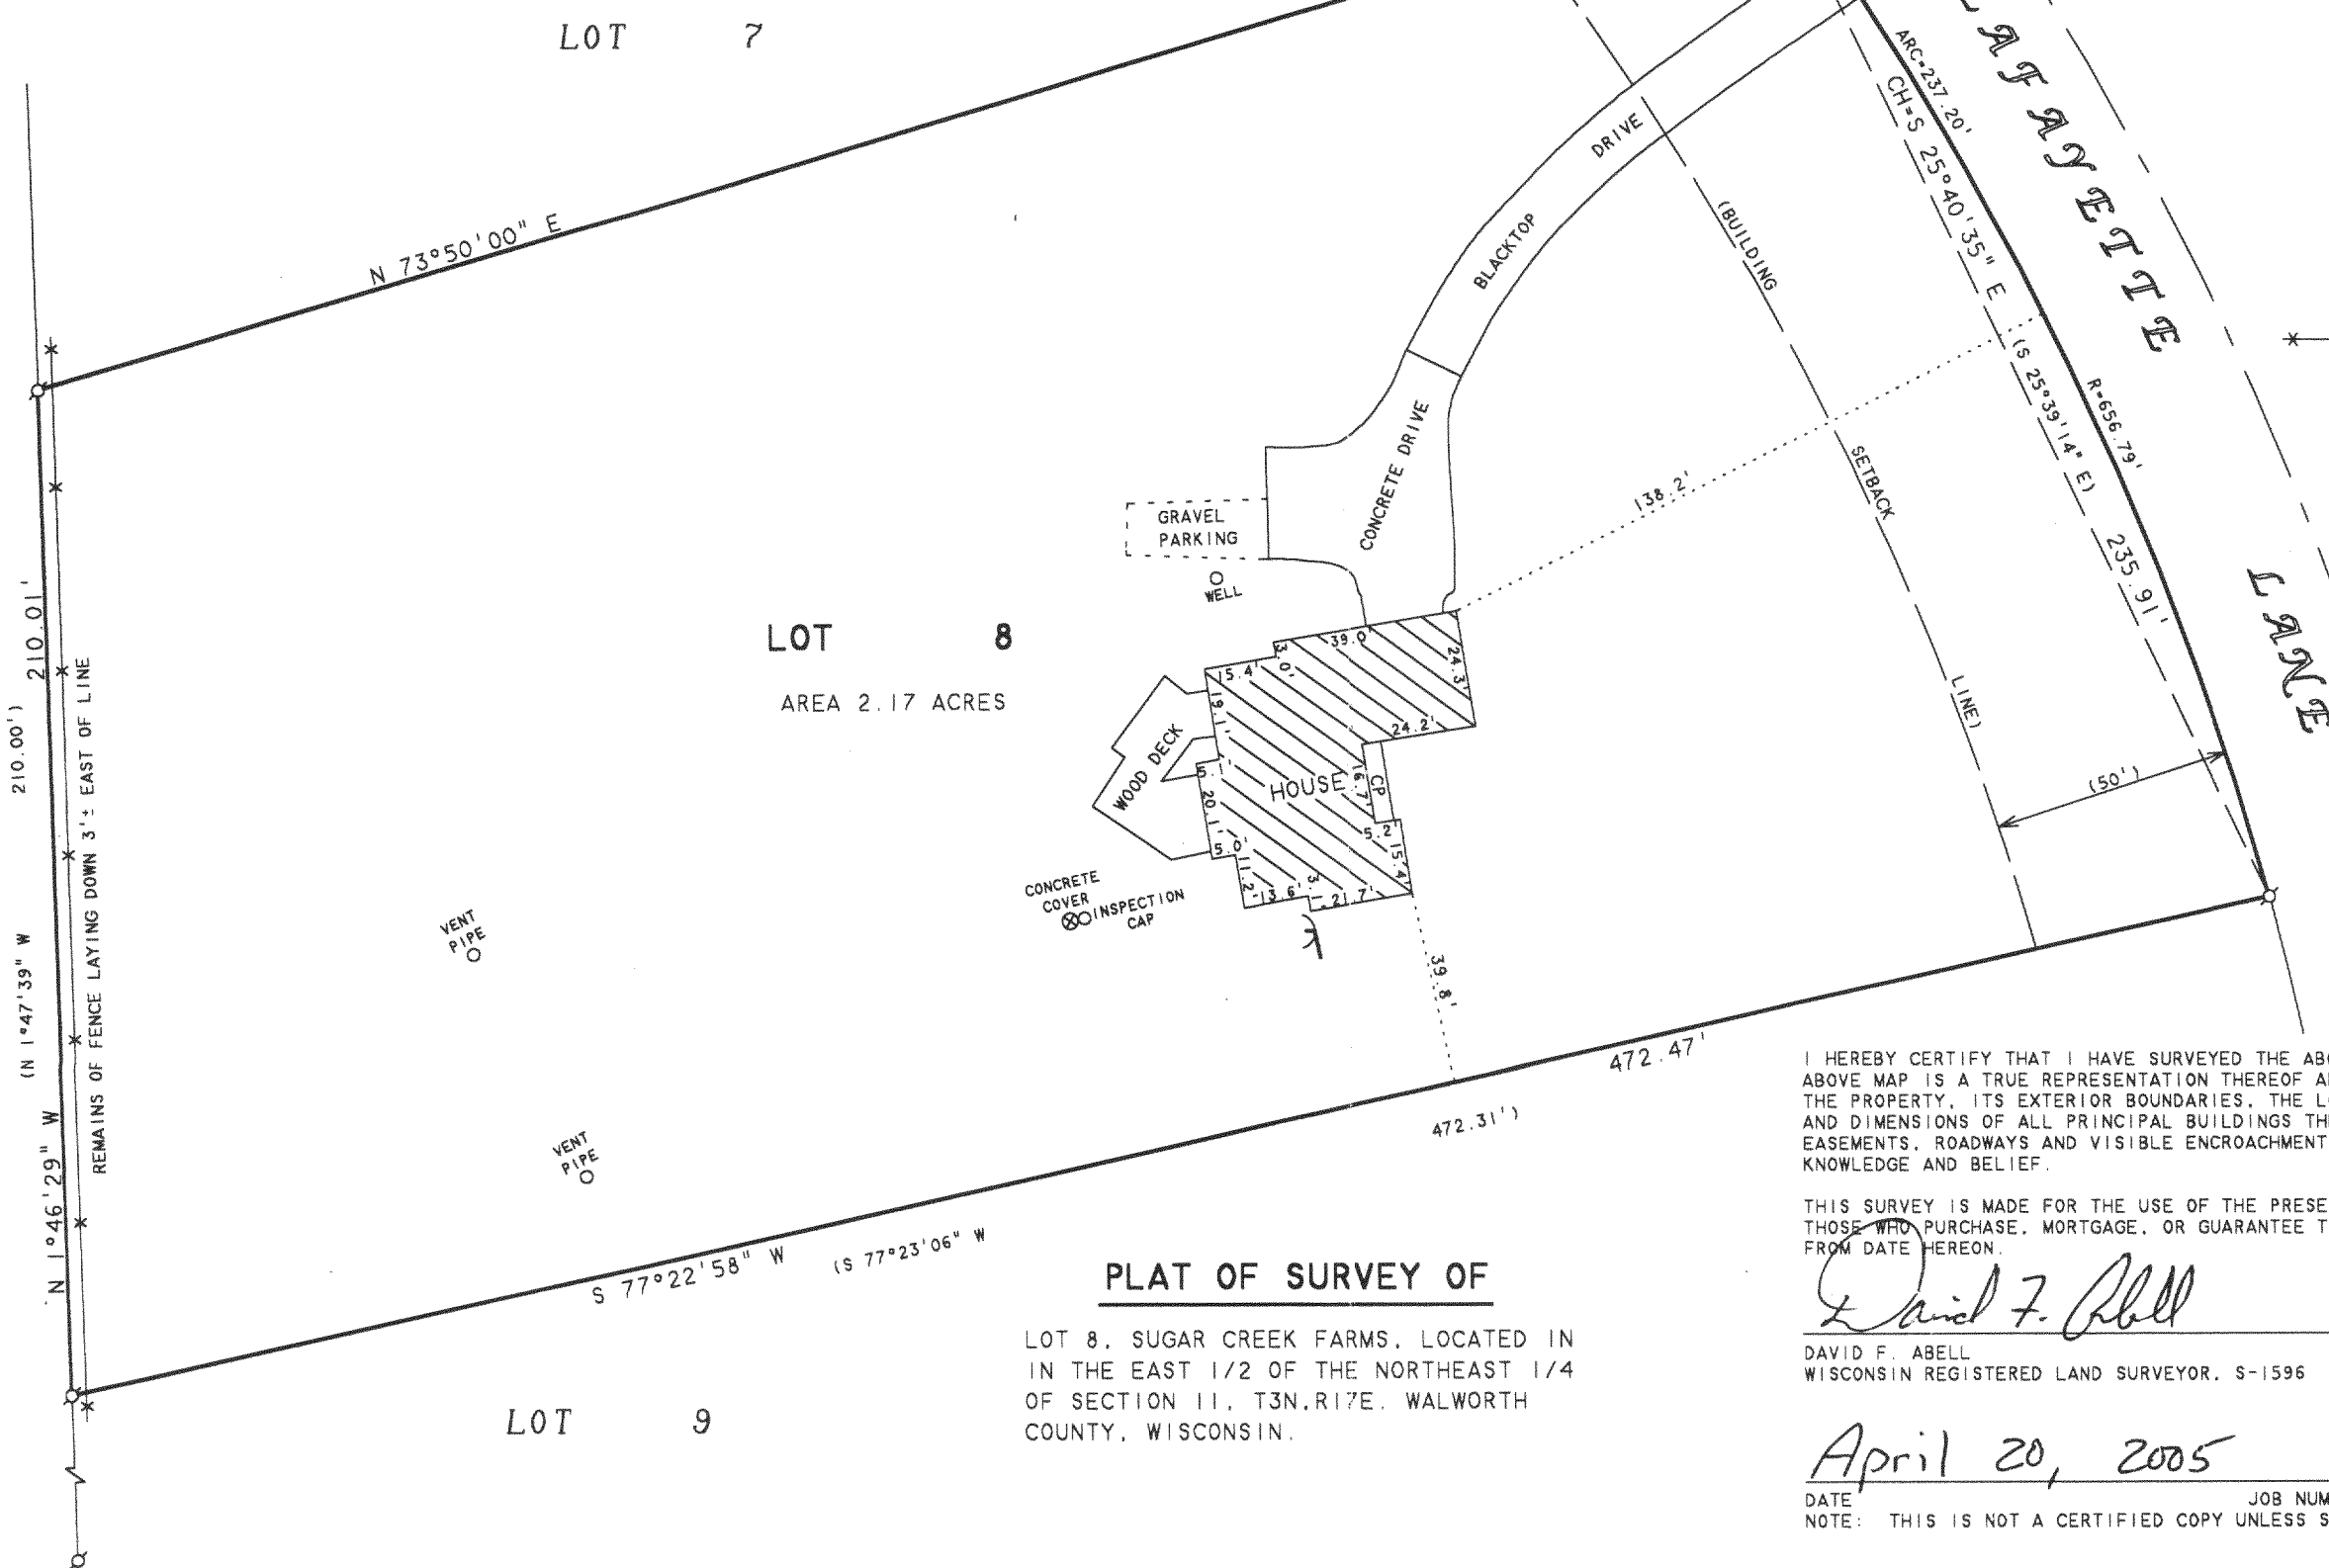 LOT 7
LAFAYETTE
LANE
ARC=237.20'
CH=S 25°40'35" E
(S 25°39'14" E)
235.91'
R=656.79'
N 73°50'00" E
DRIVE
BLACKTOP
(BUILDING
SETBACK
LINE)
(50')
CONCRETE DRIVE
138.2'
GRAVEL
PARKING
WELL
LOT 8
AREA 2.17 ACRES
39.0'
3.0'
15.4'
24.3'
19.1'
24.2'
WOOD DECK
5.1'
HOUSE
16.7'
CP
20.1'
5.2'
15.4'
5.0'
11.2'
13.6'
3.1'
21.7'
39.8'
CONCRETE
COVER
INSPECTION
CAP
VENT
PIPE
VENT
PIPE
210.01'
210.00')
REMAINS OF FENCE LAYING DOWN 3'± EAST OF LINE
(N 1°47'39" W
N 1°46'29" W
472.47'
472.31')
S 77°22'58" W
(S 77°23'06" W
LOT 9
PLAT OF SURVEY OF
LOT 8, SUGAR CREEK FARMS, LOCATED IN
IN THE EAST 1/2 OF THE NORTHEAST 1/4
OF SECTION 11, T3N,R17E, WALWORTH
COUNTY, WISCONSIN.
I HEREBY CERTIFY THAT I HAVE SURVEYED THE
ABOVE MAP IS A TRUE REPRESENTATION THEREOF
THE PROPERTY, ITS EXTERIOR BOUNDARIES, THE
AND DIMENSIONS OF ALL PRINCIPAL BUILDINGS
EASEMENTS, ROADWAYS AND VISIBLE ENCROACHMENT
KNOWLEDGE AND BELIEF.
THIS SURVEY IS MADE FOR THE USE OF THE
THOSE WHO PURCHASE, MORTGAGE, OR GUARANTEE
FROM DATE HEREON.
David F. Abell
DAVID F. ABELL
WISCONSIN REGISTERED LAND SURVEYOR, S-1596
April 20, 2005
DATE JOB
NOTE: THIS IS NOT A CERTIFIED COPY UNLESS